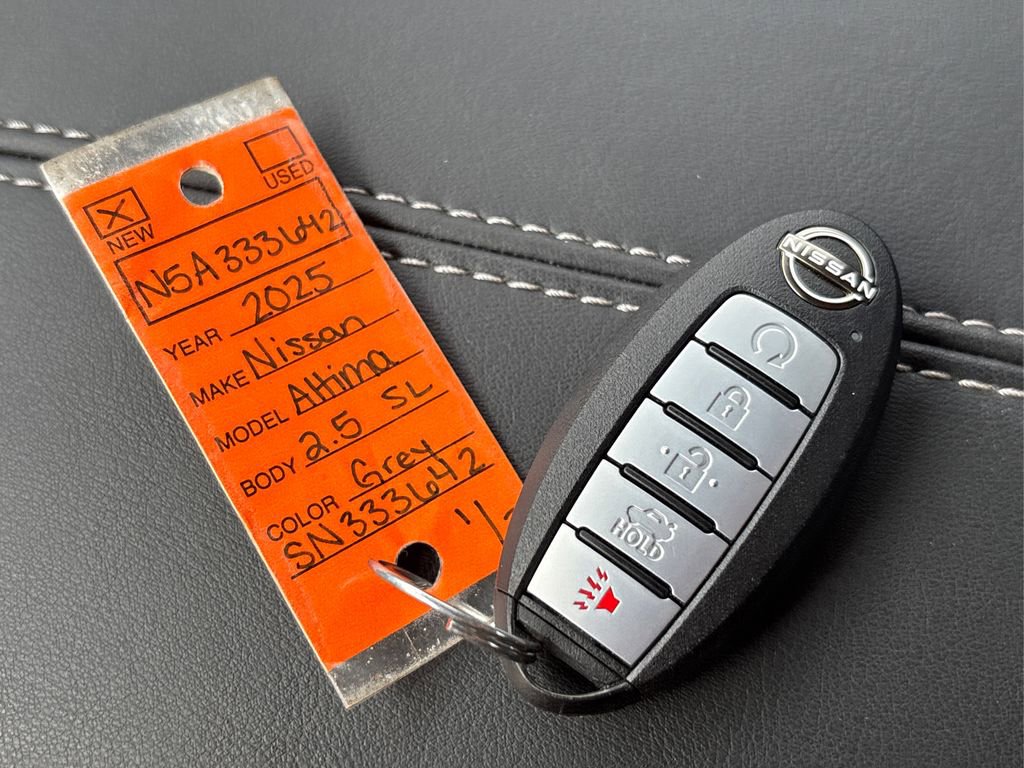 USED
NEW
N5A333642
YEAR 2025
MAKE Nissan
MODEL Altima
BODY 2.5 SL
COLOR Grey
SN333642
NISSAN
HOLD